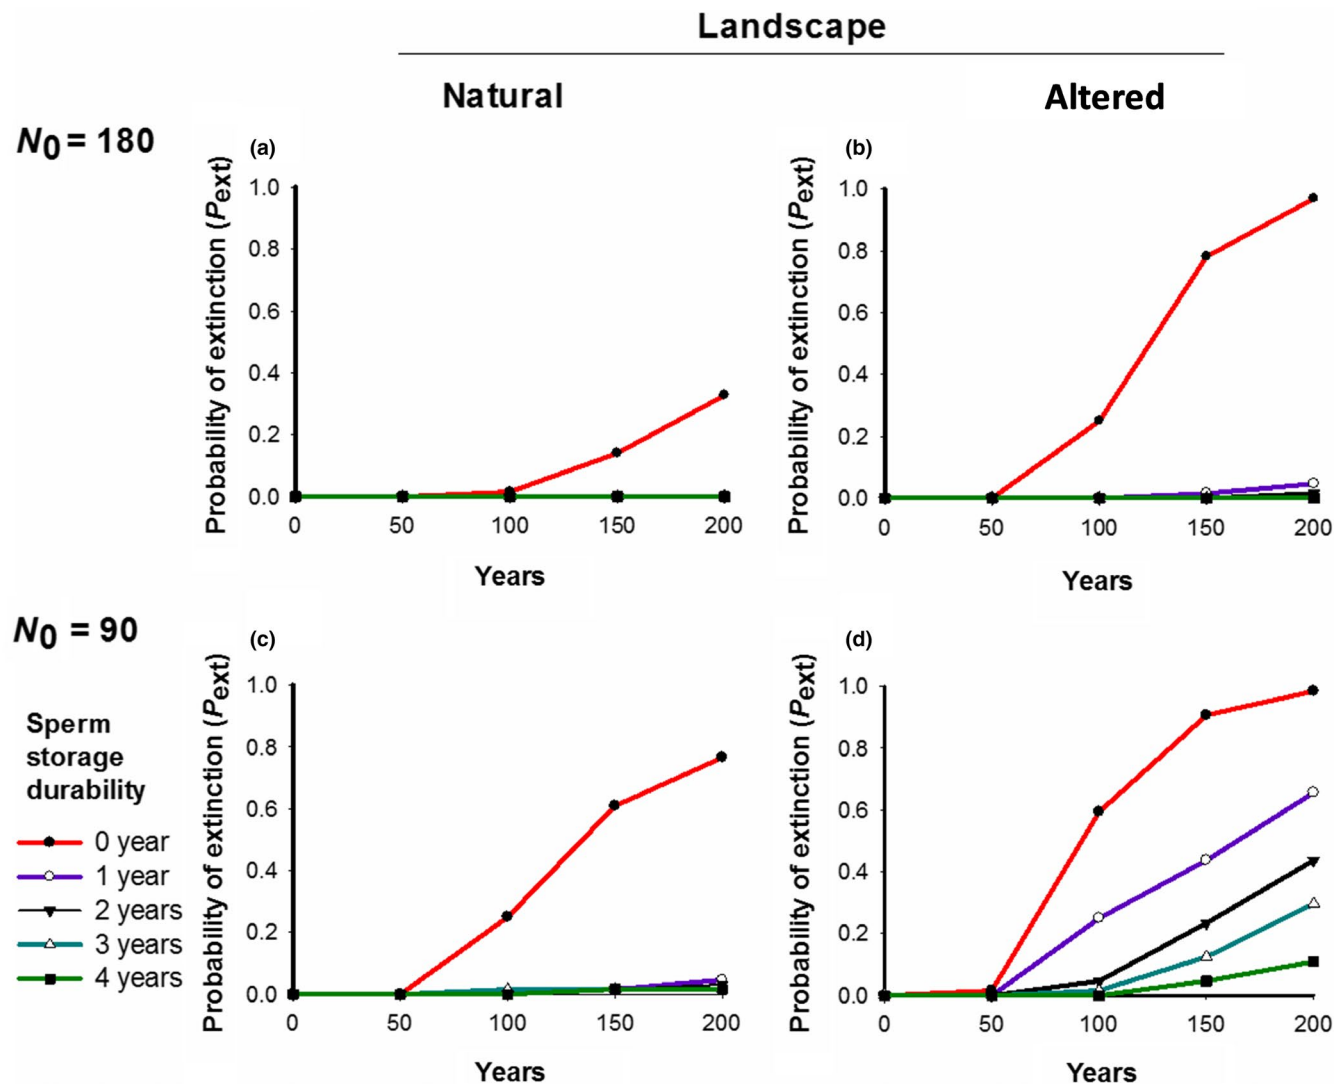 Landscape
Natural
Altered
N0 = 180
(a)
Probability of extinction (Pext)
1.0
0.8
0.6
0.4
0.2
0.0
0 50 100 150 200
Years
(b)
Probability of extinction (Pext)
1.0
0.8
0.6
0.4
0.2
0.0
0 50 100 150 200
Years
N0 = 90
Sperm
storage
durability
0 year
1 year
2 years
3 years
4 years
(c)
Probability of extinction (Pext)
1.0
0.8
0.6
0.4
0.2
0.0
0 50 100 150 200
Years
(d)
Probability of extinction (Pext)
1.0
0.8
0.6
0.4
0.2
0.0
0 50 100 150 200
Years